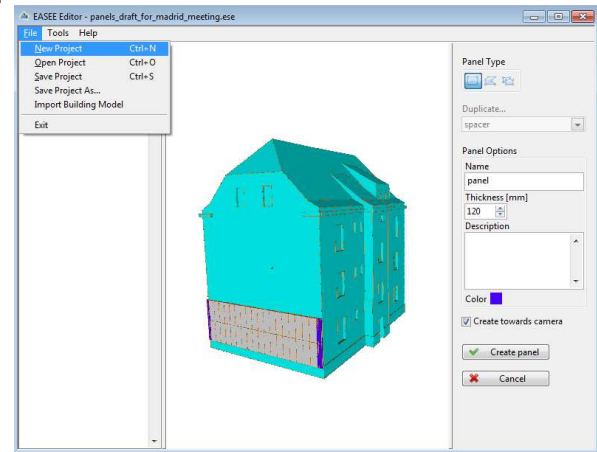 EASEE Editor - panels_draft_for_madrid_meeting.ese
File Tools Help
New Project Ctrl+N
Open Project Ctrl+O
Save Project Ctrl+S
Save Project As...
Import Building Model
Exit
Panel Type
Duplicate...
spacer
Panel Options
Name
panel
Thickness [mm]
120
Description
Color
Create towards camera
Create panel
Cancel